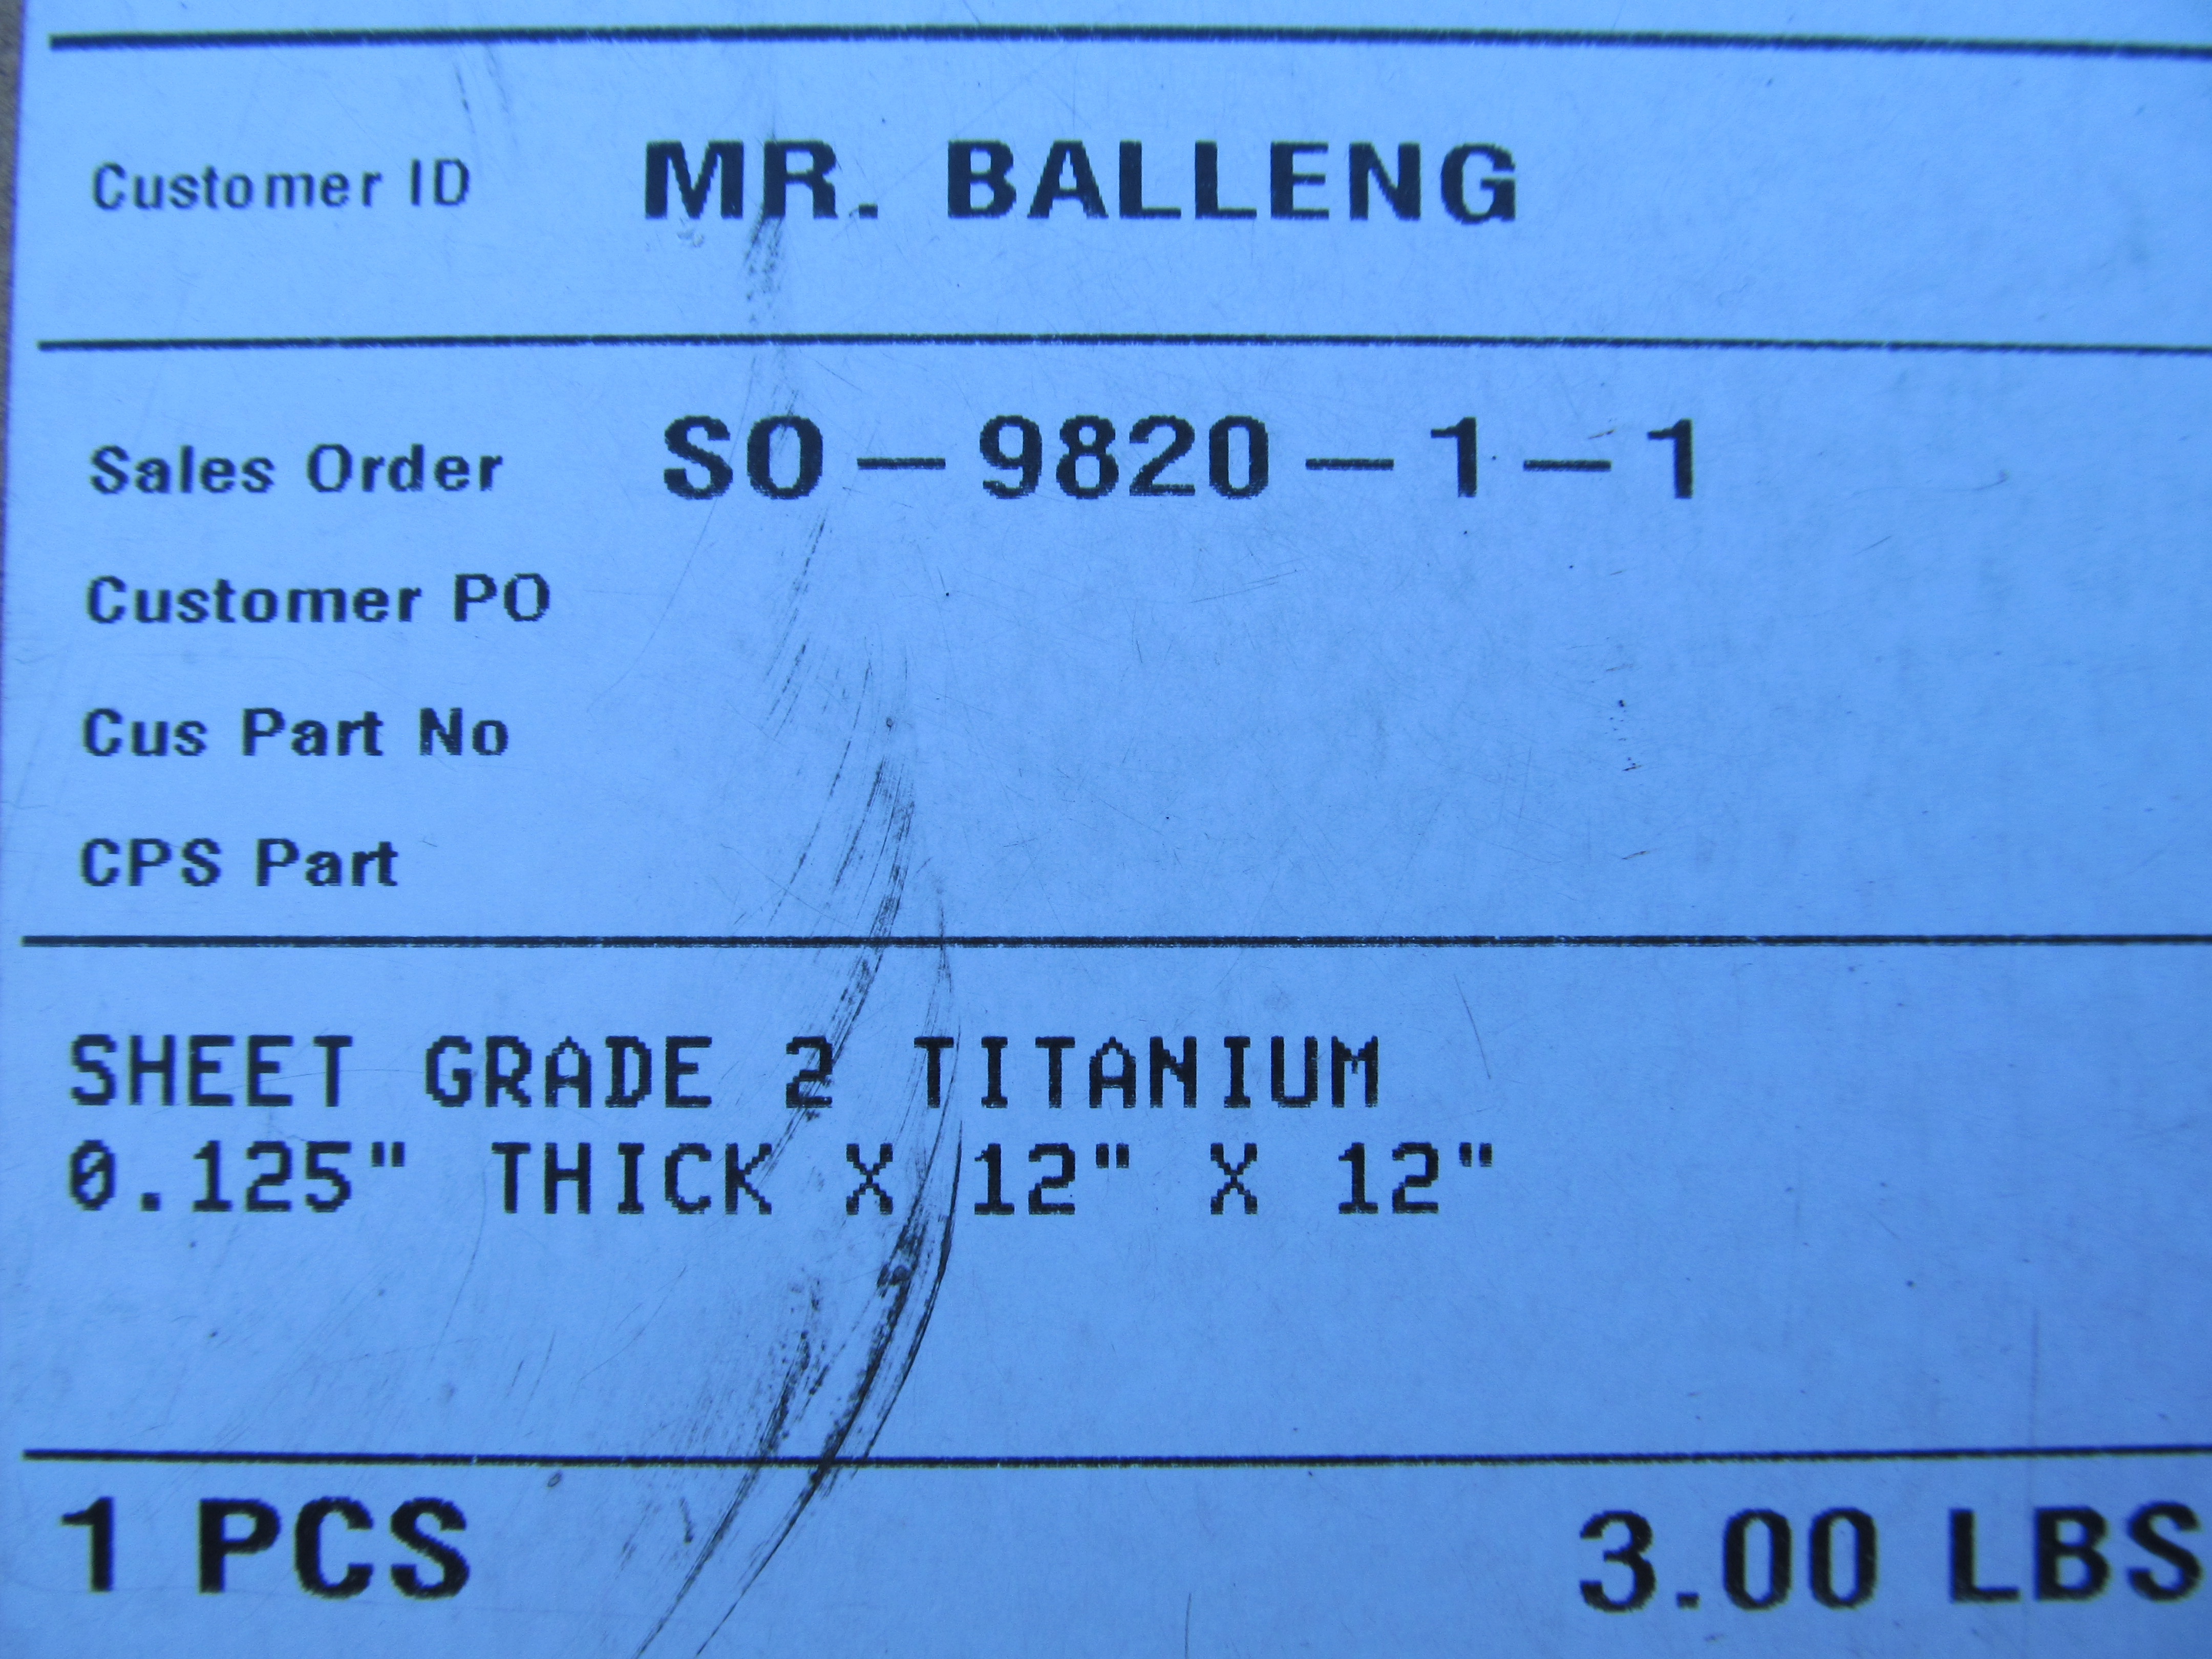 Customer ID MR. BALLENG
Sales Order SO-9820-1-1
Customer PO
Cus Part No
CPS Part
SHEET GRADE 2 TITANIUM
0.125" THICK X 12" X 12"
1 PCS 3.00 LBS